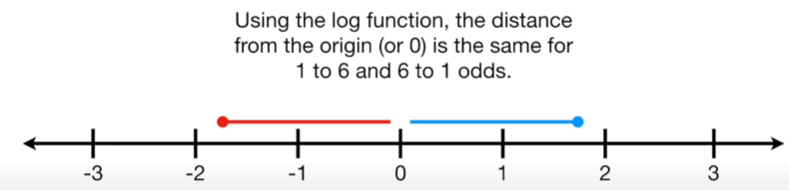 Using the log function, the distance
from the origin (or 0) is the same for
1 to 6 and 6 to 1 odds.
-3 -2 -1 0 1 2 3